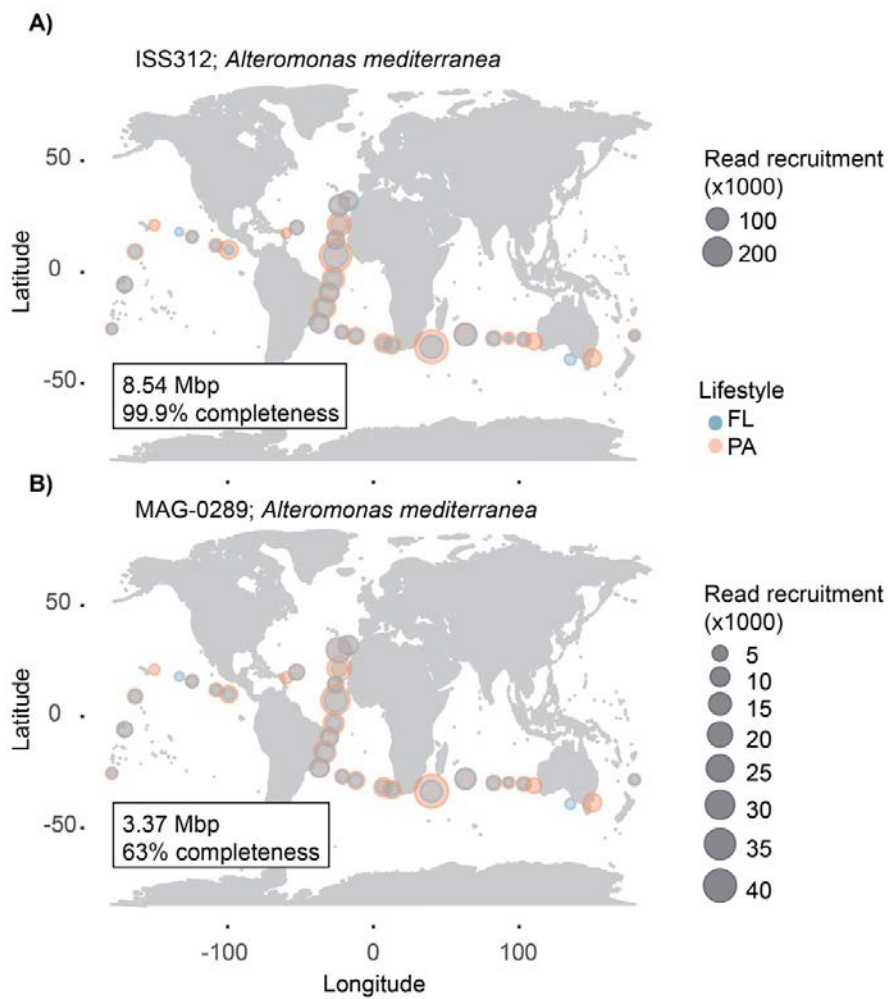 A)
ISS312; Alteromonas mediterranea
50
0
-50
Latitude
8.54 Mbp
99.9% completeness
Read recruitment
(x1000)
100
200
Lifestyle
FL
PA
B)
MAG-0289; Alteromonas mediterranea
50
0
-50
Latitude
3.37 Mbp
63% completeness
-100 0 100
Longitude
Read recruitment
(x1000)
5
10
15
20
25
30
35
40